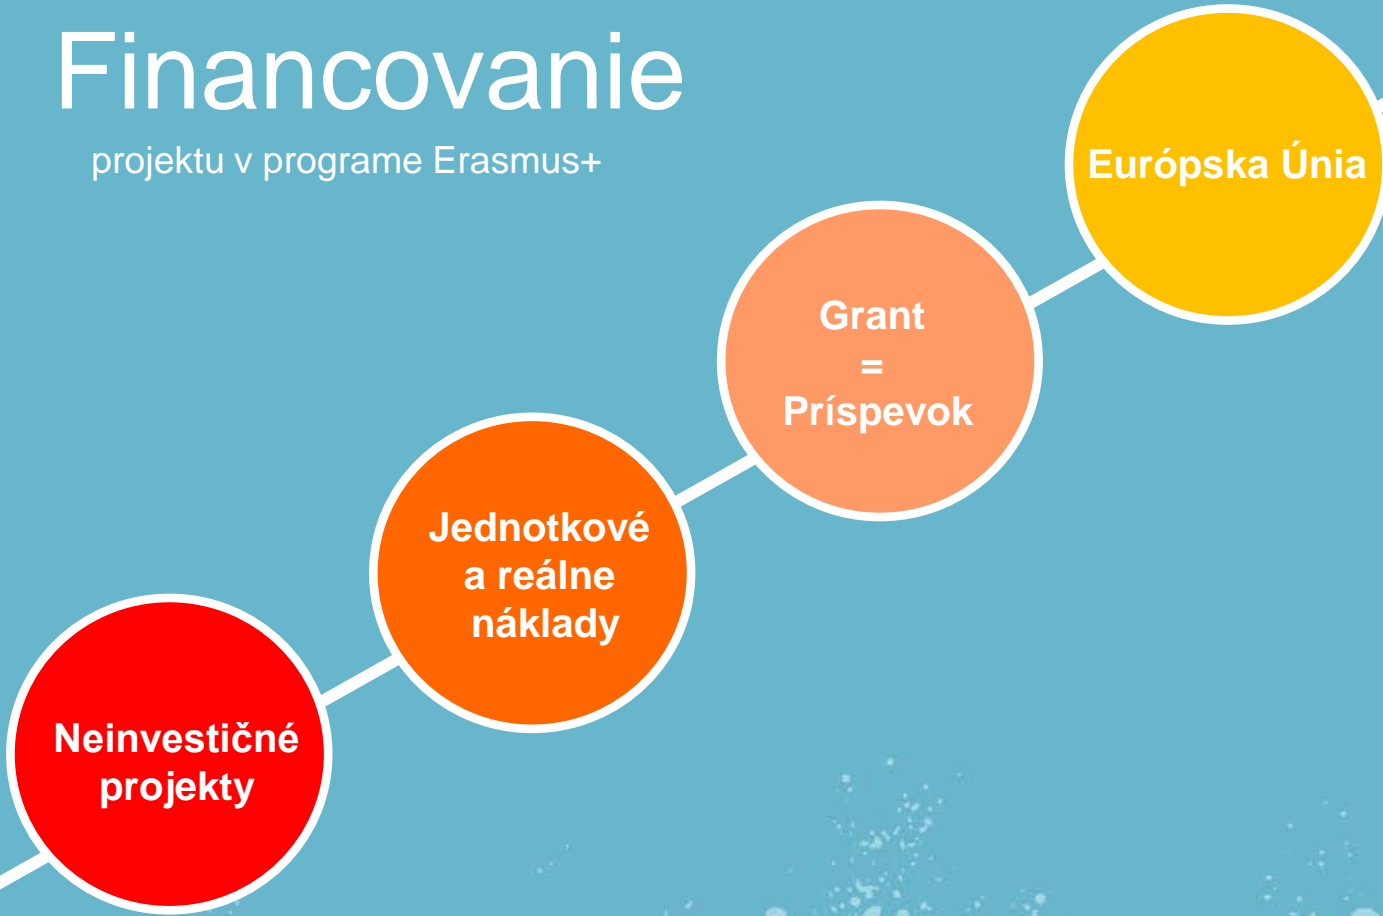 Financovanie
projektu v programe Erasmus+
Európska Únia
Grant
=
Príspevok
Jednotkové
a reálne
náklady
Neinvestičné
projekty